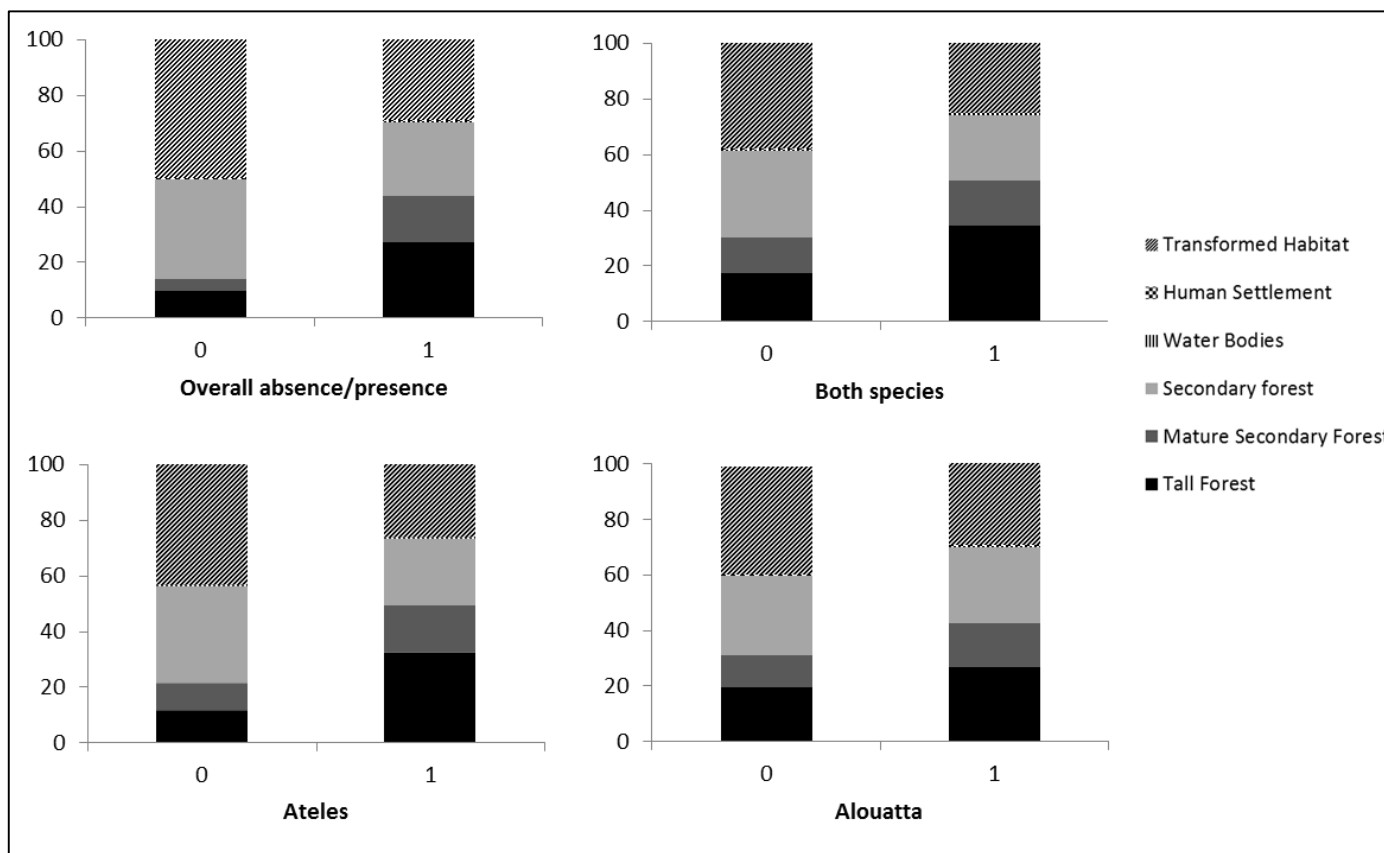 100
80
60
40
20
0
0 1
Overall absence/presence
100
80
60
40
20
0
0 1
Both species
Transformed Habitat
Human Settlement
Water Bodies
Secondary forest
Mature Secondary Forest
Tall Forest
100
80
60
40
20
0
0 1
Ateles
100
80
60
40
20
0
0 1
Alouatta